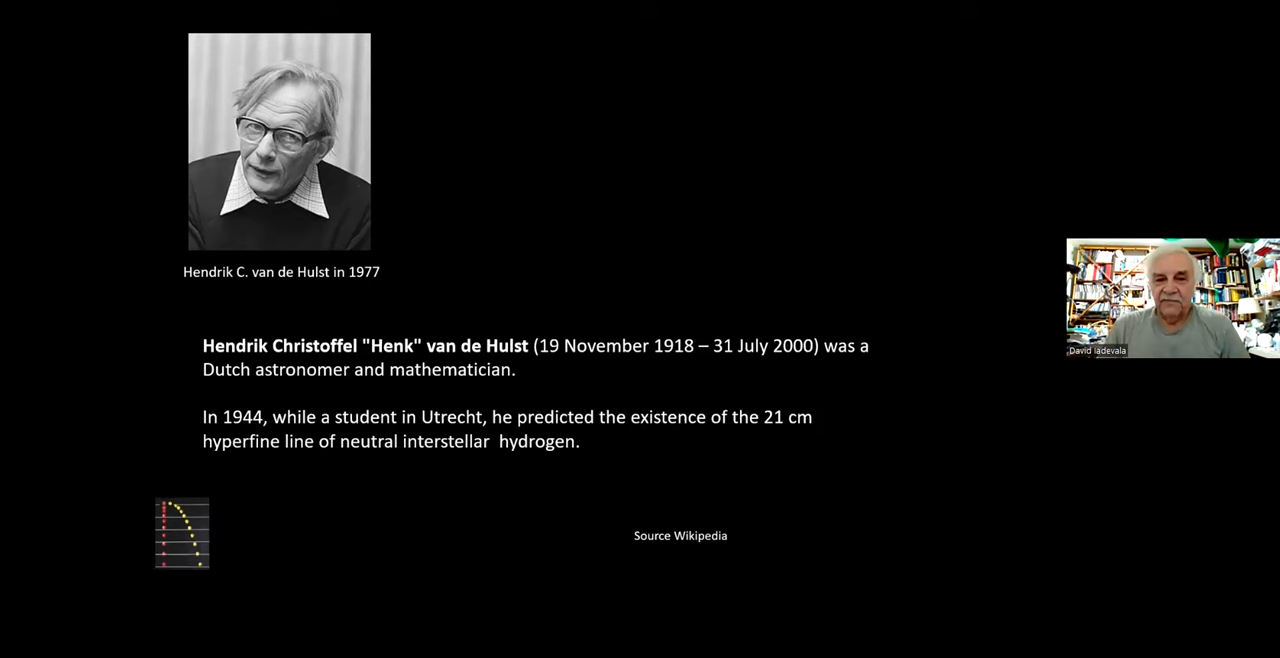 Hendrik C. van de Hulst in 1977
David Iadevala
Hendrik Christoffel "Henk" van de Hulst (19 November 1918 – 31 July 2000) was a
Dutch astronomer and mathematician.
In 1944, while a student in Utrecht, he predicted the existence of the 21 cm
hyperfine line of neutral interstellar hydrogen.
Source Wikipedia